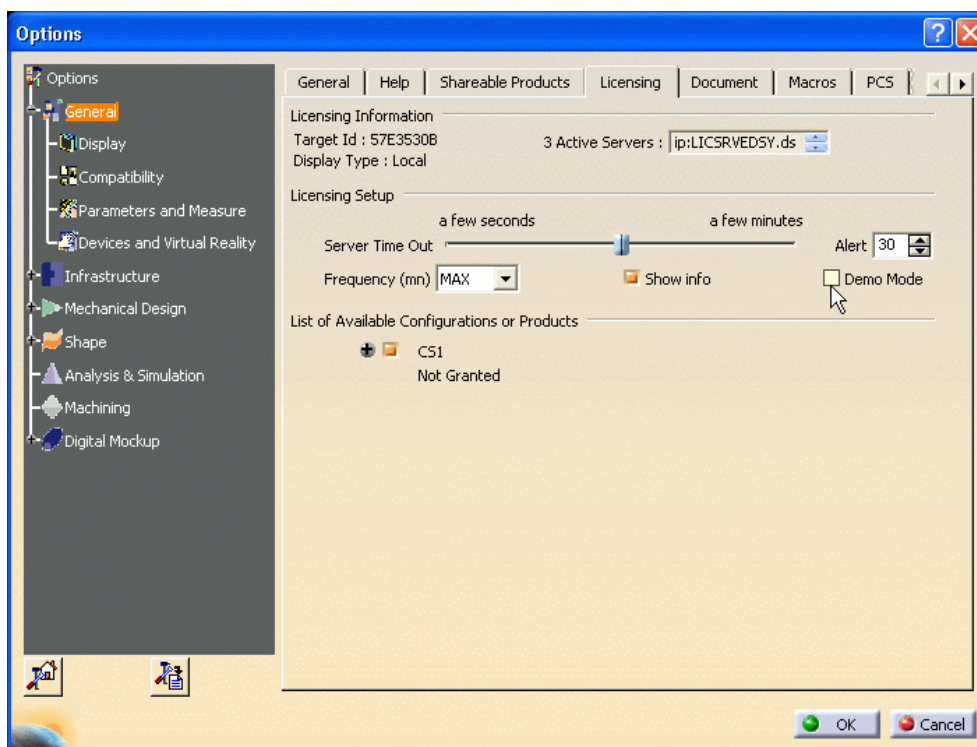 Options
Options
General
Display
Compatibility
Parameters and Measure
Devices and Virtual Reality
Infrastructure
Mechanical Design
Shape
Analysis & Simulation
Machining
Digital Mockup
General Help Shareable Products Licensing Document Macros PCS
Licensing Information
Target Id : 57E3530B 3 Active Servers : ip:LICSRVEDSY.ds
Display Type : Local
Licensing Setup
a few seconds a few minutes
Server Time Out Alert 30
Frequency (mn) MAX Show info Demo Mode
List of Available Configurations or Products
CS1
Not Granted
OK Cancel